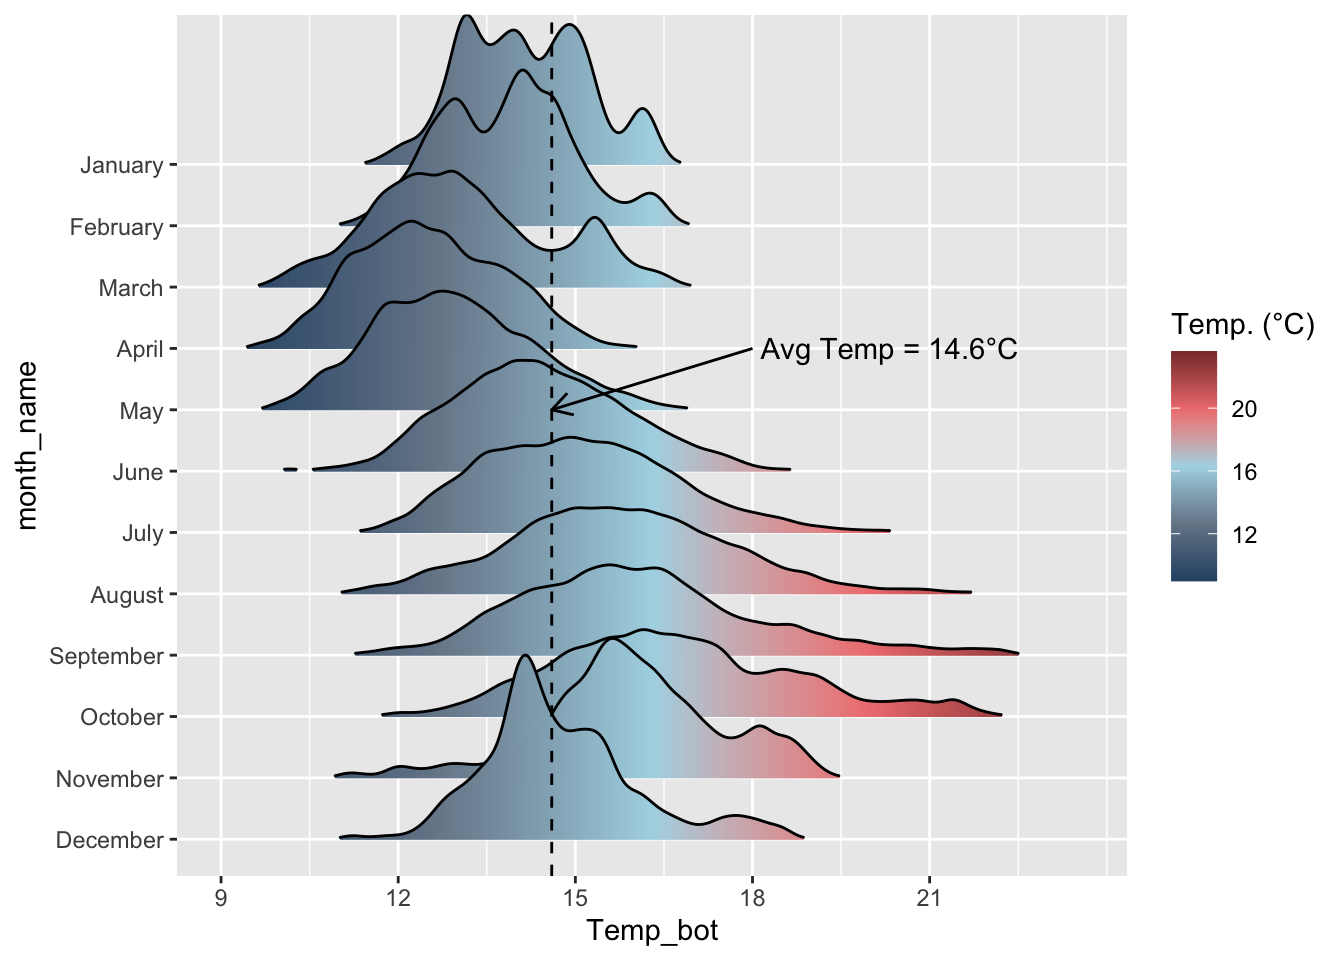 January
February
March
April
May
June
July
August
September
October
November
December
month_name
Avg Temp = 14.6°C
9 12 15 18 21
Temp_bot
Temp. (°C)
20
16
12